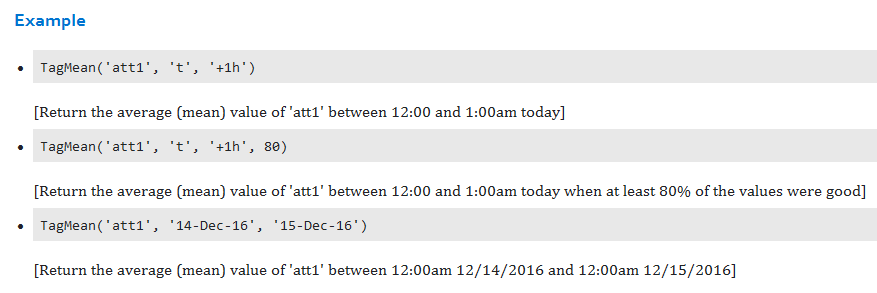 Example
TagMean('att1', 't', '+1h')
[Return the average (mean) value of 'att1' between 12:00 and 1:00am today]
TagMean('att1', 't', '+1h', 80)
[Return the average (mean) value of 'att1' between 12:00 and 1:00am today when at least 80% of the values were good]
TagMean('att1', '14-Dec-16', '15-Dec-16')
[Return the average (mean) value of 'att1' between 12:00am 12/14/2016 and 12:00am 12/15/2016]